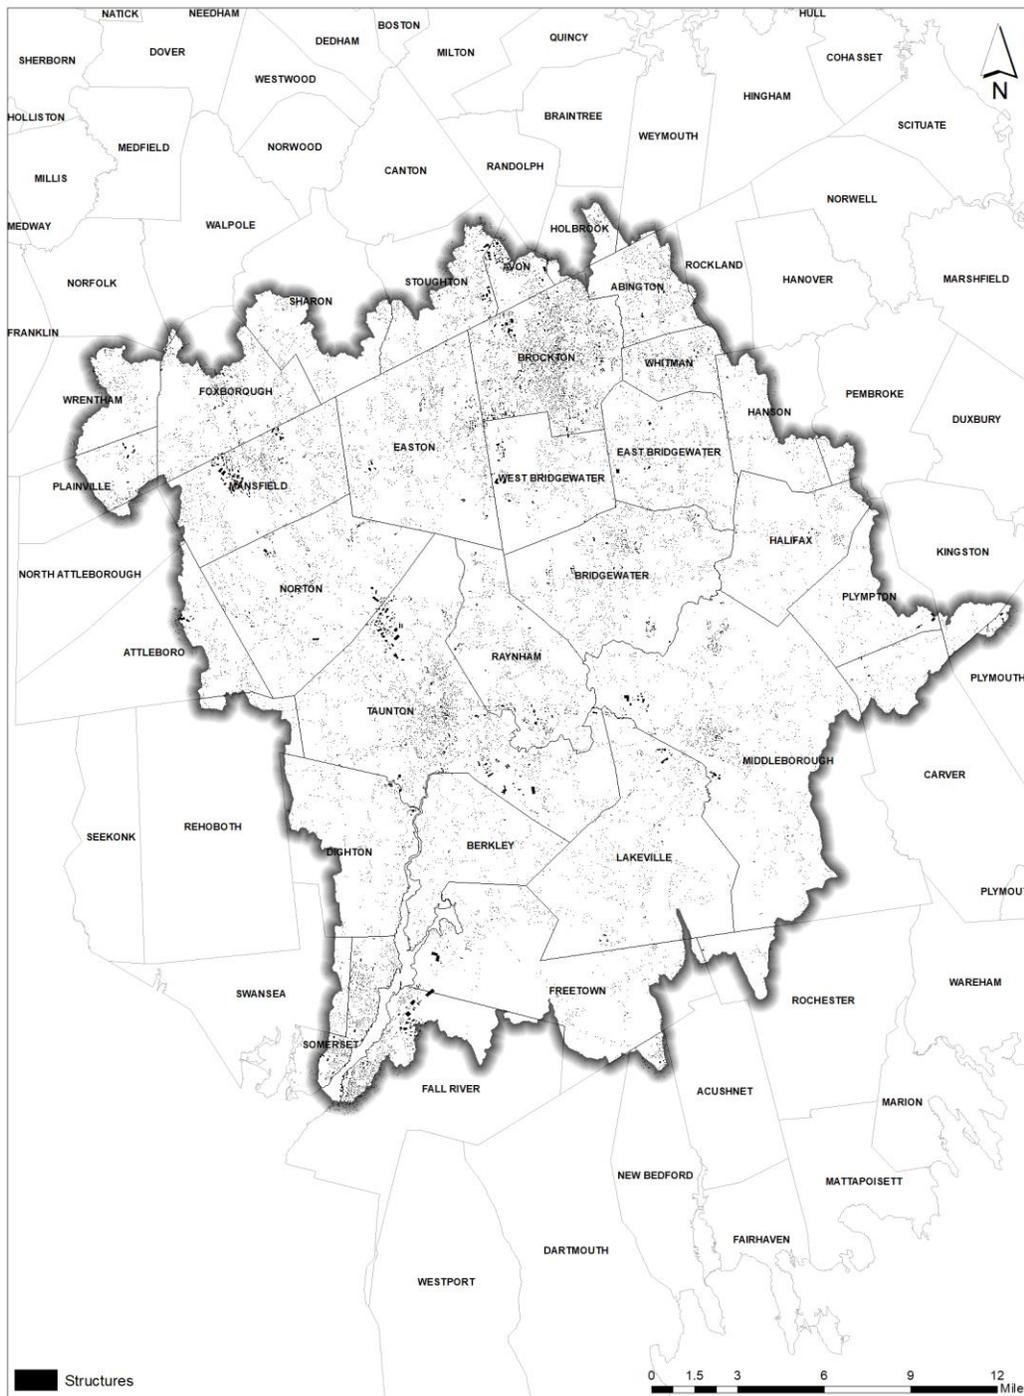 NATICK
NEEDHAM
HULL
BOSTON
DEDHAM
MILTON
QUINCY
DOVER
SHERBORN
COHASSET
WESTWOOD
HINGHAM
HOLLISTON
BRAINTREE
SCITUATE
WEYMOUTH
MEDFIELD
NORWOOD
RANDOLPH
CANTON
MILLIS
NORWELL
MEDWAY
WALPOLE
HOLBROOK
ROCKLAND
AVON
HANOVER
MARSHFIELD
NORFOLK
STOUGHTON
ABINGTON
SHARON
FRANKLIN
BROCKTON
WHITMAN
FOXBOROUGH
PEMBROKE
WRENTHAM
HANSON
DUXBURY
EASTON
EAST BRIDGEWATER
WEST BRIDGEWATER
PLAINVILLE
MANSFIELD
HALIFAX
KINGSTON
NORTH ATTLEBOROUGH
BRIDGEWATER
NORTON
PLYMPTON
ATTLEBORO
RAYNHAM
PLYMOUTH
TAUNTON
MIDDLEBOROUGH
CARVER
REHOBOTH
SEEKONK
BERKLEY
DIGHTON
LAKEVILLE
PLYMOUT
WAREHAM
FREETOWN
SWANSEA
ROCHESTER
SOMERSET
FALL RIVER
ACUSHNET
MARION
NEW BEDFORD
MATTAPOISETT
FAIRHAVEN
DARTMOUTH
WESTPORT
N
Structures
0 1.5 3 6 9 12
Mile